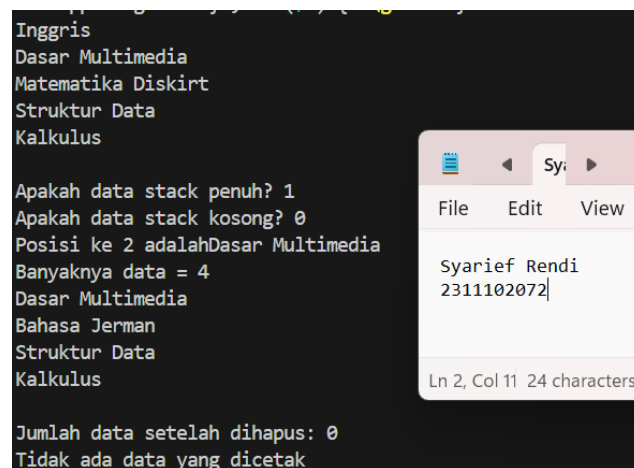 Inggris
Dasar Multimedia
Matematika Diskirt
Struktur Data
Kalkulus
Apakah data stack penuh? 1
Apakah data stack kosong? 0
Posisi ke 2 adalahDasar Multimedia
Banyaknya data = 4
Dasar Multimedia
Bahasa Jerman
Struktur Data
Kalkulus
Jumlah data setelah dihapus: 0
Tidak ada data yang dicetak
File Edit View
Syarief Rendi
2311102072
Ln 2, Col 11 24 characters